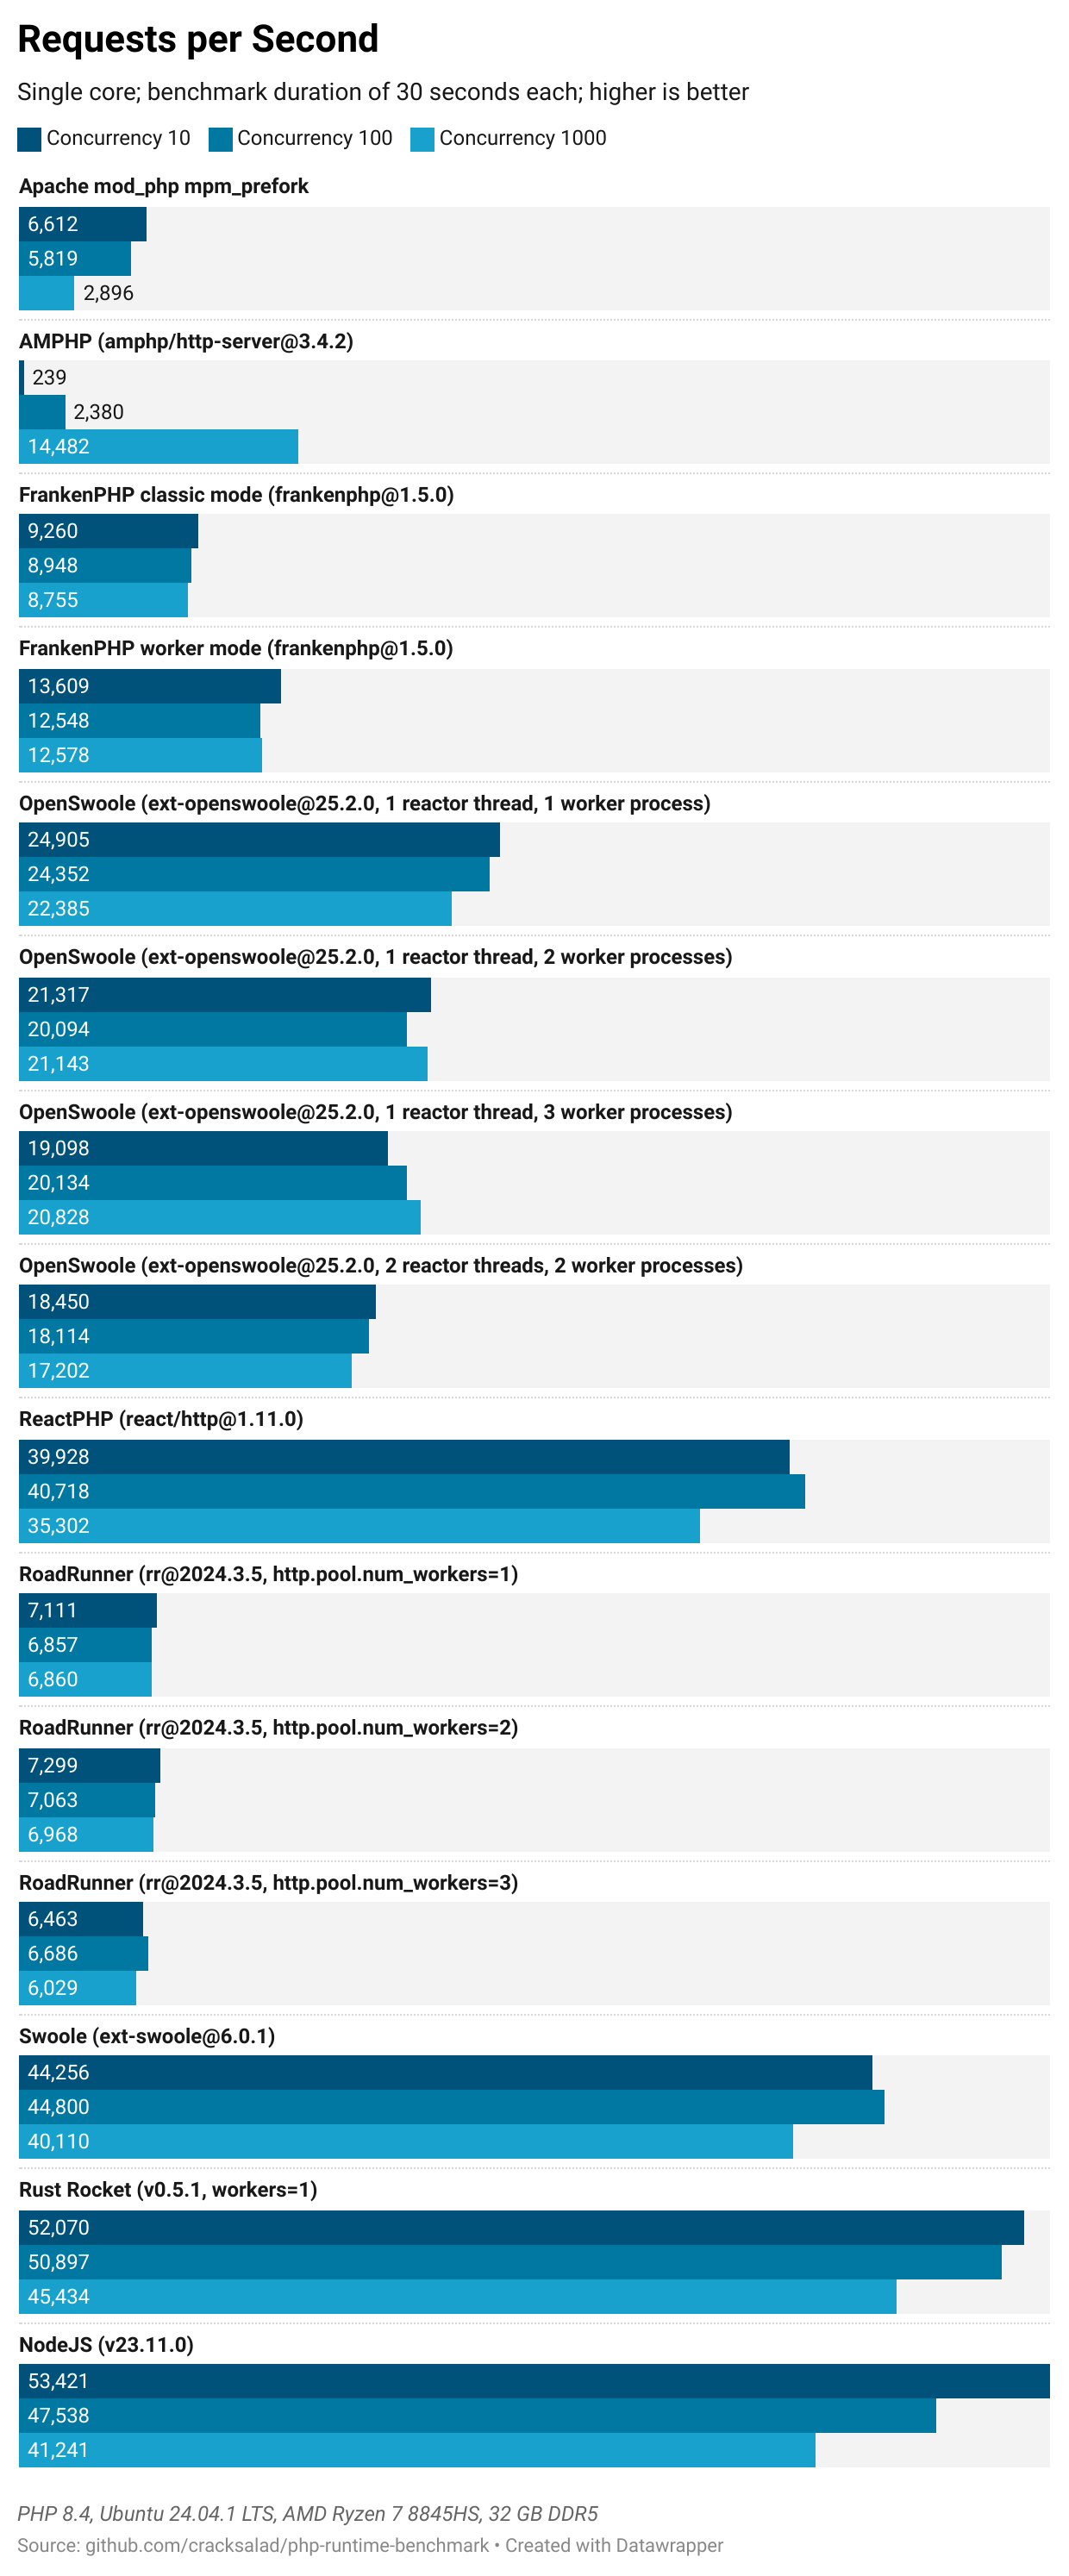 Requests per Second
Single core; benchmark duration of 30 seconds each; higher is better
Concurrency 10 Concurrency 100 Concurrency 1000
Apache mod_php mpm_prefork
6,612
5,819
2,896
AMPHP (amphp/http-server@3.4.2)
239
2,380
14,482
FrankenPHP classic mode (frankenphp@1.5.0)
9,260
8,948
8,755
FrankenPHP worker mode (frankenphp@1.5.0)
13,609
12,548
12,578
OpenSwoole (ext-openswoole@25.2.0, 1 reactor thread, 1 worker process)
24,905
24,352
22,385
OpenSwoole (ext-openswoole@25.2.0, 1 reactor thread, 2 worker processes)
21,317
20,094
21,143
OpenSwoole (ext-openswoole@25.2.0, 1 reactor thread, 3 worker processes)
19,098
20,134
20,828
OpenSwoole (ext-openswoole@25.2.0, 2 reactor threads, 2 worker processes)
18,450
18,114
17,202
ReactPHP (react/http@1.11.0)
39,928
40,718
35,302
RoadRunner (rr@2024.3.5, http.pool.num_workers=1)
7,111
6,857
6,860
RoadRunner (rr@2024.3.5, http.pool.num_workers=2)
7,299
7,063
6,968
RoadRunner (rr@2024.3.5, http.pool.num_workers=3)
6,463
6,686
6,029
Swoole (ext-swoole@6.0.1)
44,256
44,800
40,110
Rust Rocket (v0.5.1, workers=1)
52,070
50,897
45,434
NodeJS (v23.11.0)
53,421
47,538
41,241
PHP 8.4, Ubuntu 24.04.1 LTS, AMD Ryzen 7 8845HS, 32 GB DDR5
Source: github.com/cracksalad/php-runtime-benchmark • Created with Datawrapper